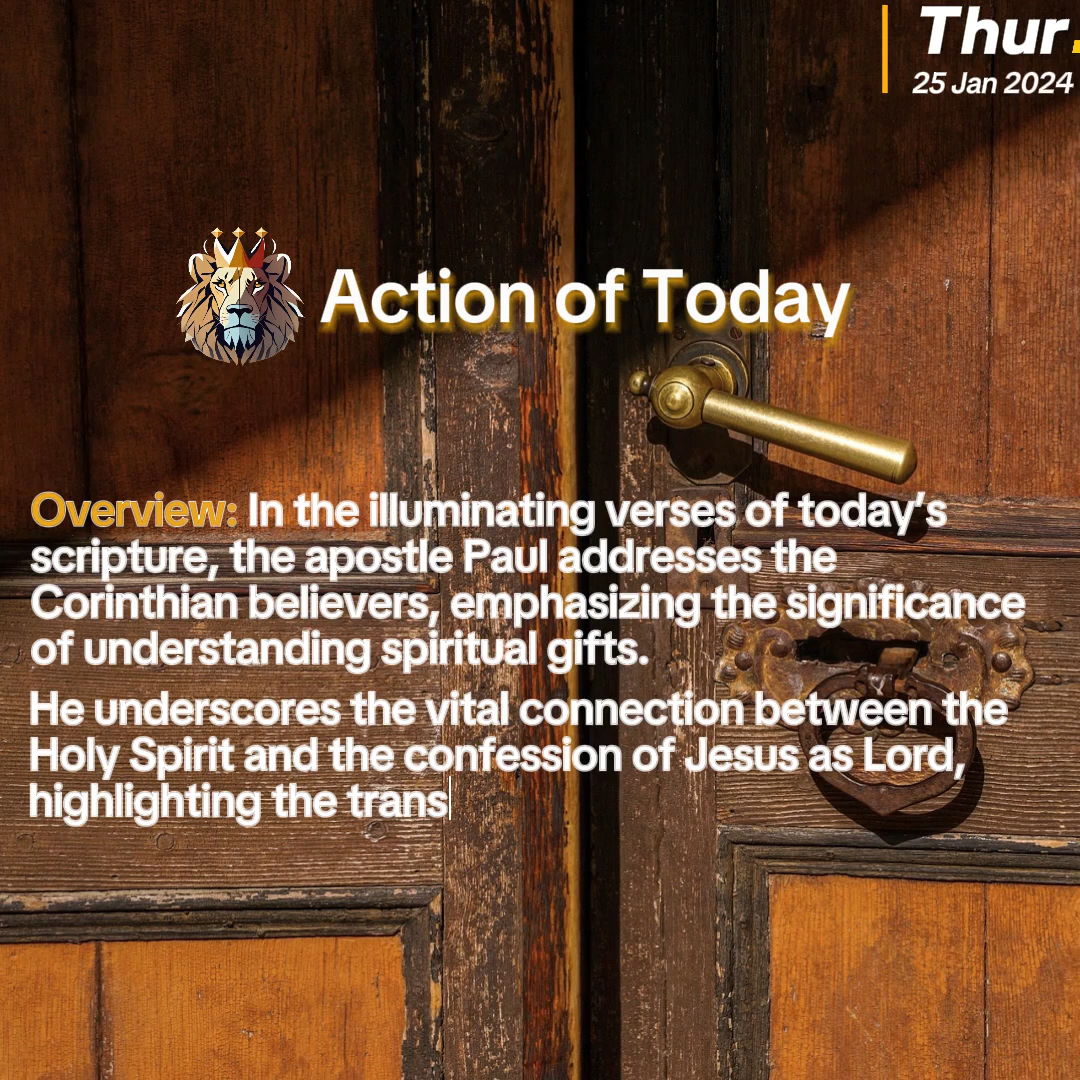 Thur.
25 Jan 2024
Action of Today
Overview: In the illuminating verses of today’s
scripture, the apostle Paul addresses the
Corinthian believers, emphasizing the significance
of understanding spiritual gifts.
He underscores the vital connection between the
Holy Spirit and the confession of Jesus as Lord,
highlighting the trans